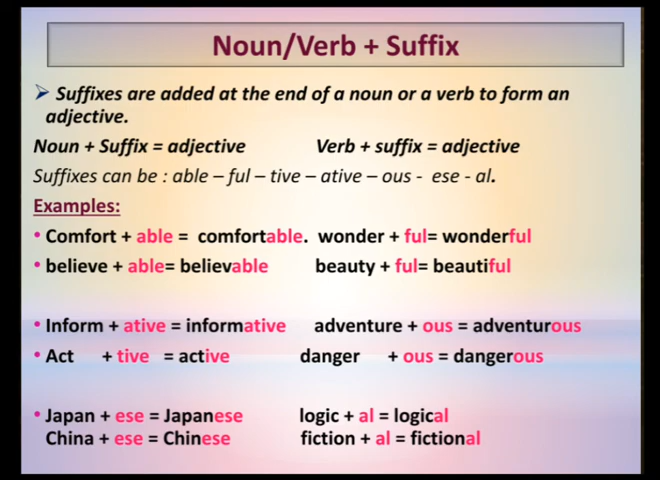 Noun/Verb + Suffix
Suffixes are added at the end of a noun or a verb to form an
adjective.
Noun + Suffix = adjective Verb + suffix = adjective
Suffixes can be : able – ful – tive – ative – ous - ese - al.
Examples:
• Comfort + able = comfortable. wonder + ful= wonderful
• believe + able= believable beauty + ful= beautiful
• Inform + ative = informative adventure + ous = adventurous
• Act + tive = active danger + ous = dangerous
• Japan + ese = Japanese logic + al = logical
China + ese = Chinese fiction + al = fictional